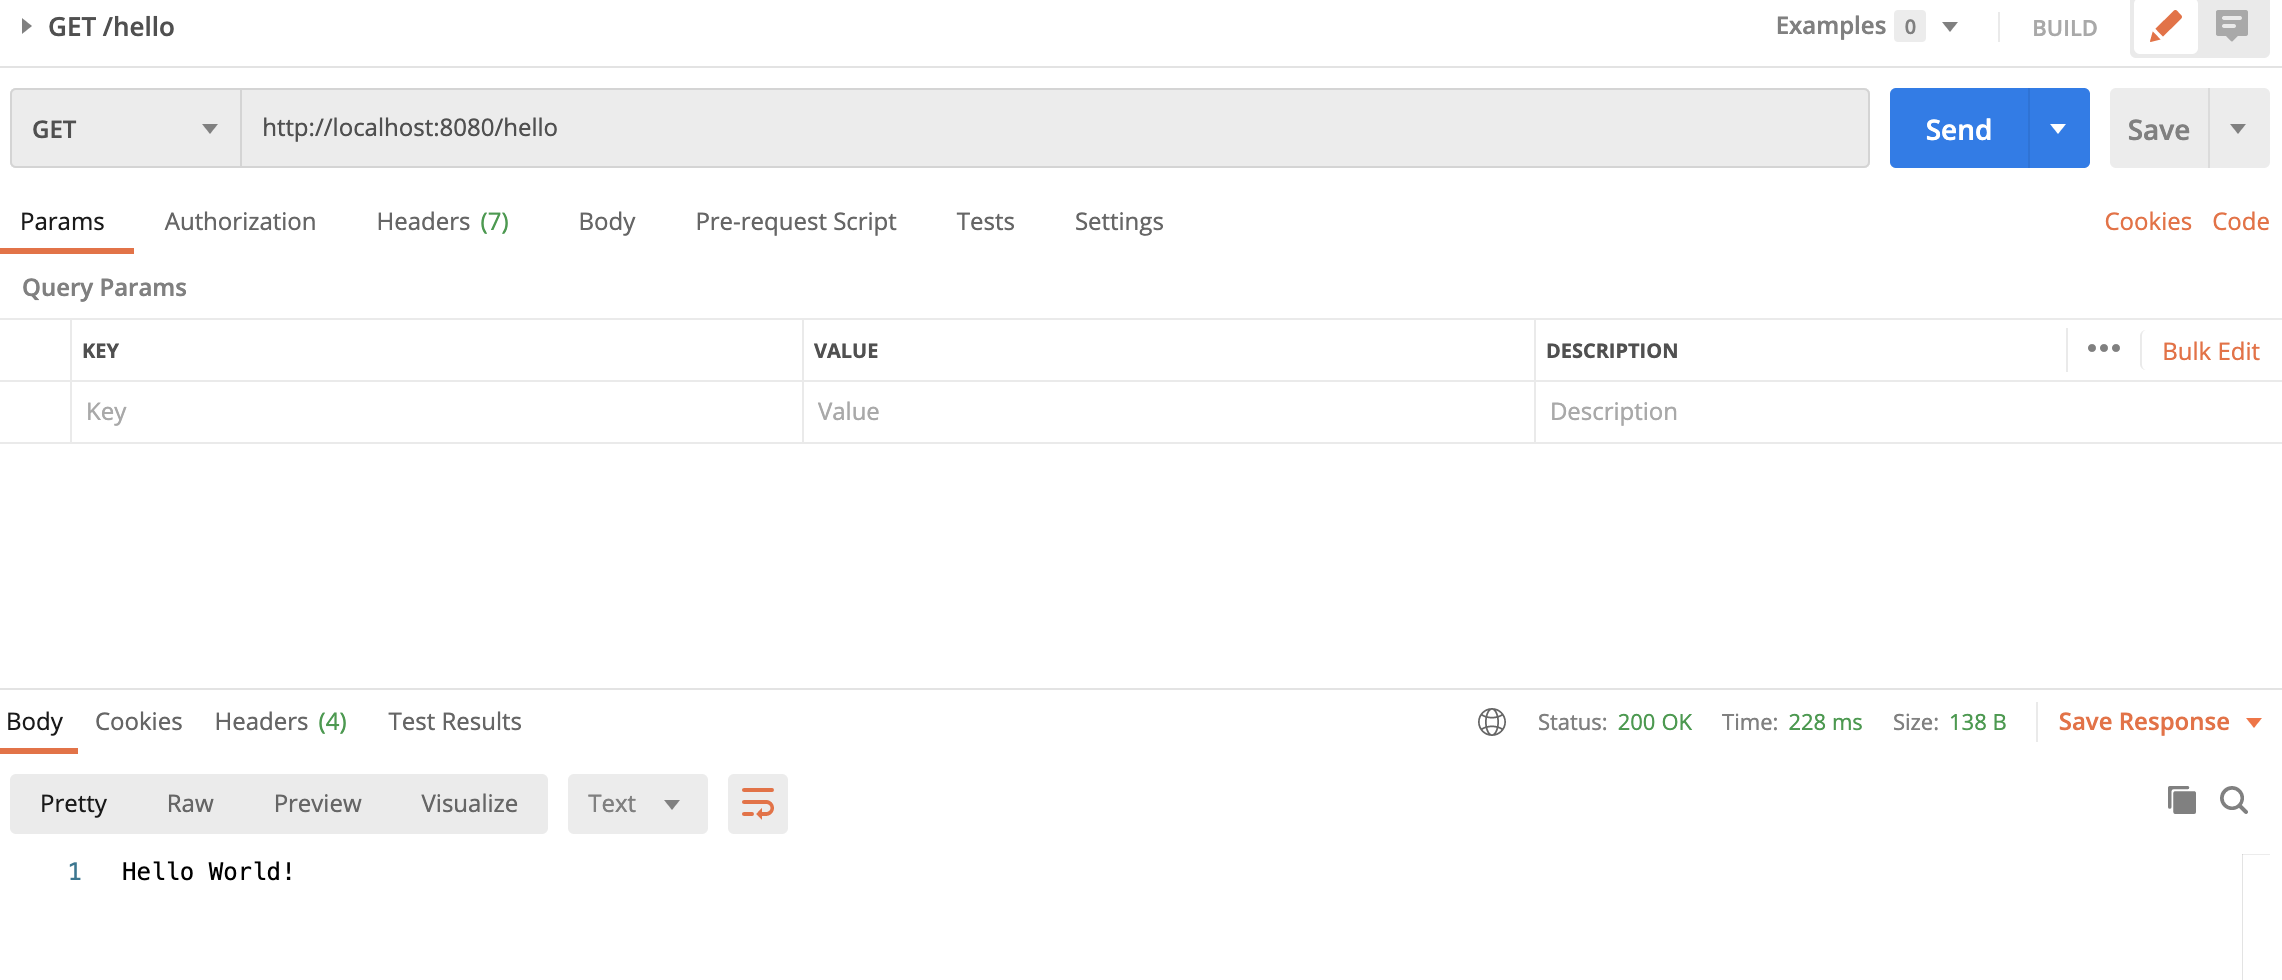 GET /hello
Examples 0 BUILD
GET http://localhost:8080/hello Send Save
Params Authorization Headers (7) Body Pre-request Script Tests Settings Cookies Code
Query Params
KEY VALUE DESCRIPTION Bulk Edit
Key Value Description
Body Cookies Headers (4) Test Results Status: 200 OK Time: 228 ms Size: 138 B Save Response
Pretty Raw Preview Visualize Text
1 Hello World!